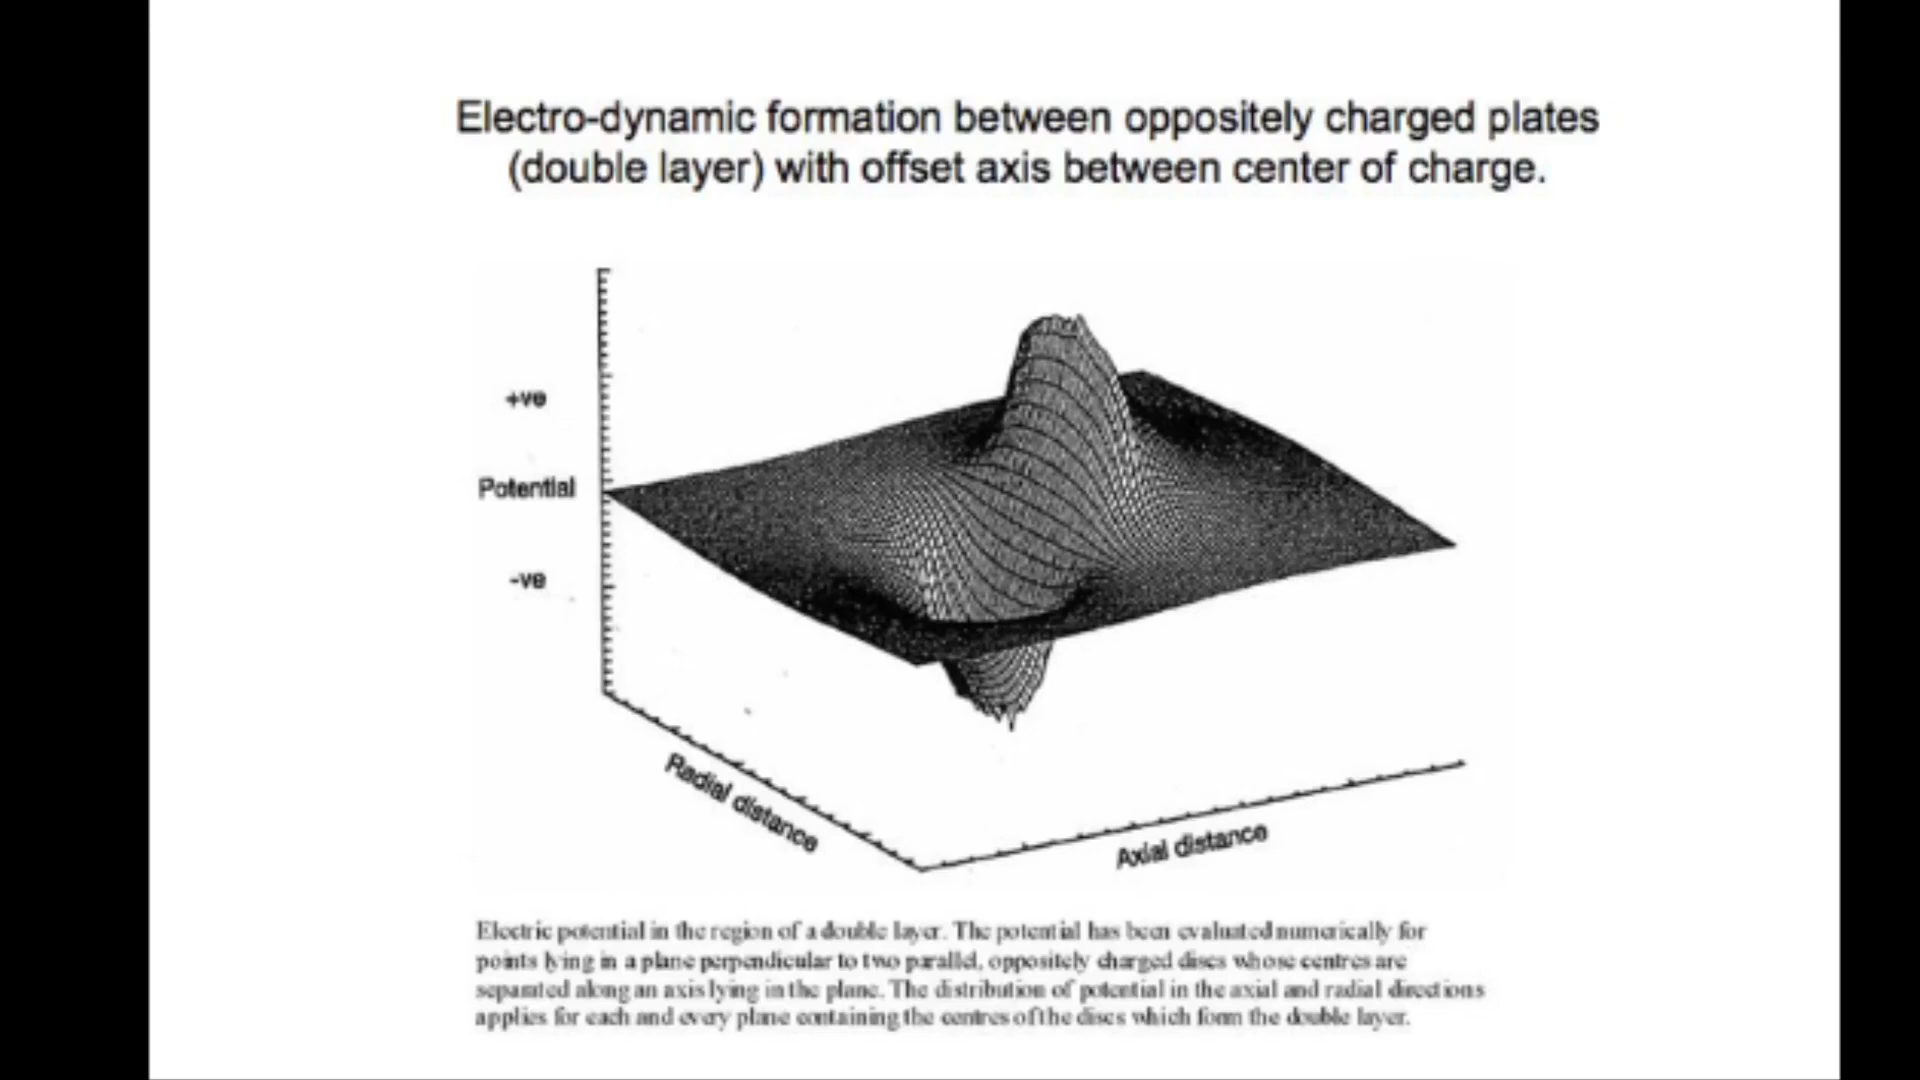 Electro-dynamic formation between oppositely charged plates
(double layer) with offset axis between center of charge.
+ve
Potential
-ve
Radial distance
Axial distance
Electric potential in the region of a double layer. The potential has been evaluated numerically for
points lying in a plane perpendicular to two parallel, oppositely charged discs whose centres are
separated along an axis lying in the plane. The distribution of potential in the axial and radial directions
applies for each and every plane containing the centres of the discs which form the double layer.